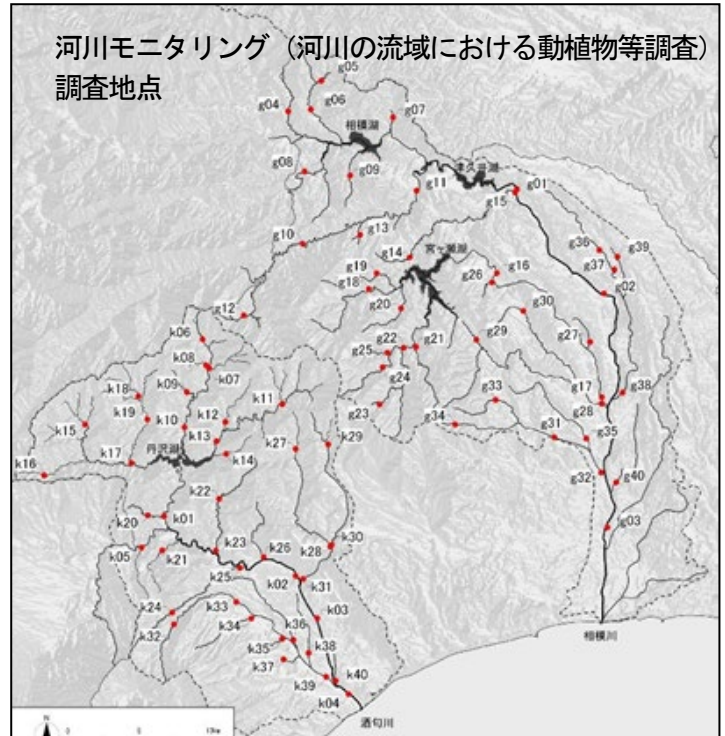 河川モニタリング（河川の流域における動植物等調査）
調査地点
g05
g04
g06
g07
相模湖
g08
g09
津久井湖
g11
g01
g15
g10
g13
g36
g39
g14
宮ヶ瀬湖
g37
g19
g26
g16
g18
g02
g20
g12
g30
k06
g22
g21
g29
g27
g25
k08
k07
g24
k18
k09
k11
g33
g17
g38
k19
k12
g23
g28
k15
k10
g34
k13
k27
k29
g31
g35
丹沢湖
k16
k17
k14
g32
g40
k22
k20
k01
g03
k23
k26
k28
k30
k05
k21
k25
k02
k31
k24
k33
k03
k32
k34
k36
相模川
k35
k38
k37
k39
k40
k04
酒匂川
N
0
5
10km